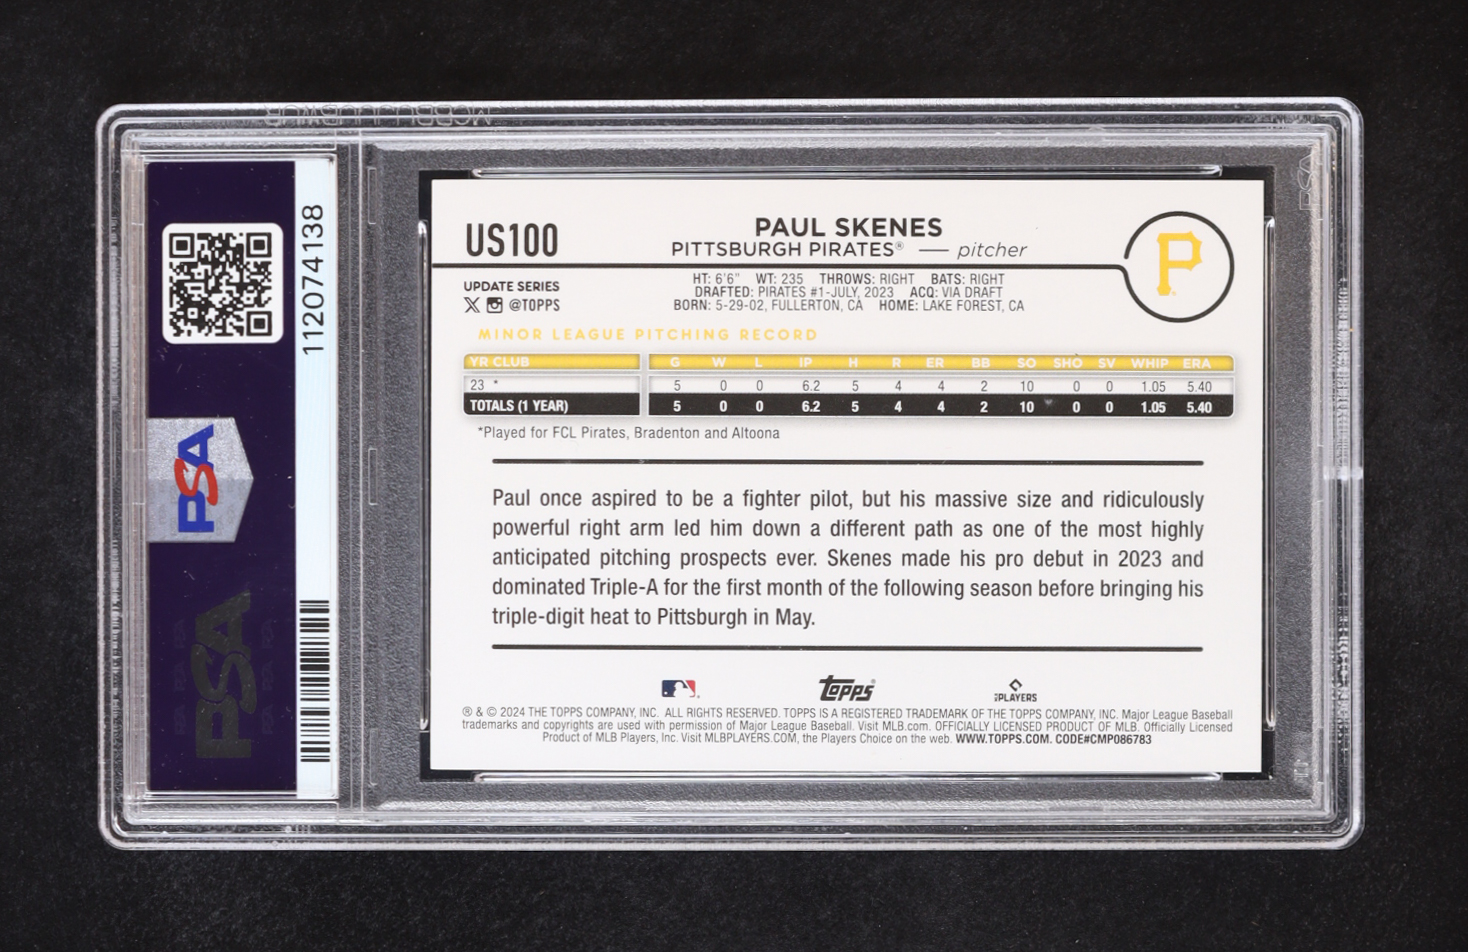 112074138
PSA
PSA
US100
PAUL SKENES
PITTSBURGH PIRATES® — pitcher
P
UPDATE SERIES
@TOPPS
HT: 6'6" WT: 235 THROWS: RIGHT BATS: RIGHT
DRAFTED: PIRATES #1-JULY, 2023 ACQ: VIA DRAFT
BORN: 5-29-02, FULLERTON, CA HOME: LAKE FOREST, CA
MINOR LEAGUE PITCHING RECORD
YR CLUB G W L IP H R ER BB SO SHO SV WHIP ERA
23 * 5 0 0 6.2 5 4 4 2 10 0 0 1.05 5.40
TOTALS (1 YEAR) 5 0 0 6.2 5 4 4 2 10 0 0 1.05 5.40
*Played for FCL Pirates, Bradenton and Altoona
Paul once aspired to be a fighter pilot, but his massive size and ridiculously
powerful right arm led him down a different path as one of the most highly
anticipated pitching prospects ever. Skenes made his pro debut in 2023 and
dominated Triple-A for the first month of the following season before bringing his
triple-digit heat to Pittsburgh in May.
Topps
PLAYERS
® & © 2024 THE TOPPS COMPANY, INC. ALL RIGHTS RESERVED. TOPPS IS A REGISTERED TRADEMARK OF THE TOPPS COMPANY, INC. Major League Baseball
trademarks and copyrights are used with permission of Major League Baseball. Visit MLB.com. OFFICIALLY LICENSED PRODUCT OF MLB. Officially Licensed
Product of MLB Players, Inc. Visit MLBPLAYERS.COM, the Players Choice on the web. WWW.TOPPS.COM. CODE#CMP086783